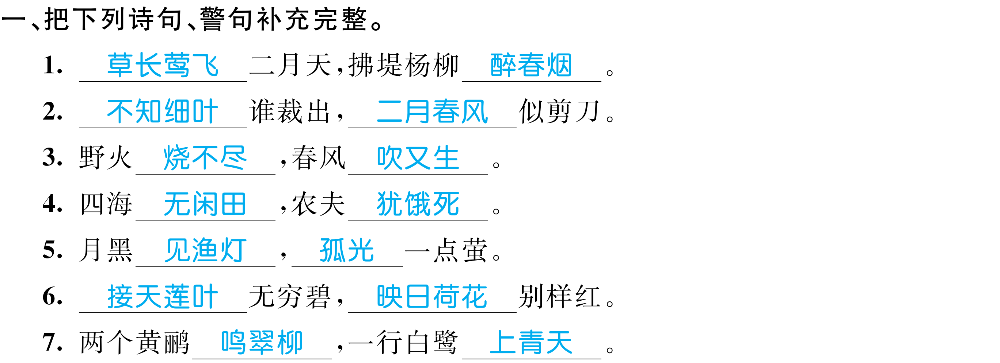 一、把下列诗句、警句补充完整。
1. 草长莺飞二月天,拂堤杨柳醉春烟。
2. 不知细叶谁裁出,二月春风似剪刀。
3. 野火烧不尽,春风吹又生。
4. 四海无闲田,农夫犹饿死。
5. 月黑见渔灯,孤光一点萤。
6. 接天莲叶无穷碧,映日荷花别样红。
7. 两个黄鹂鸣翠柳,一行白鹭上青天。